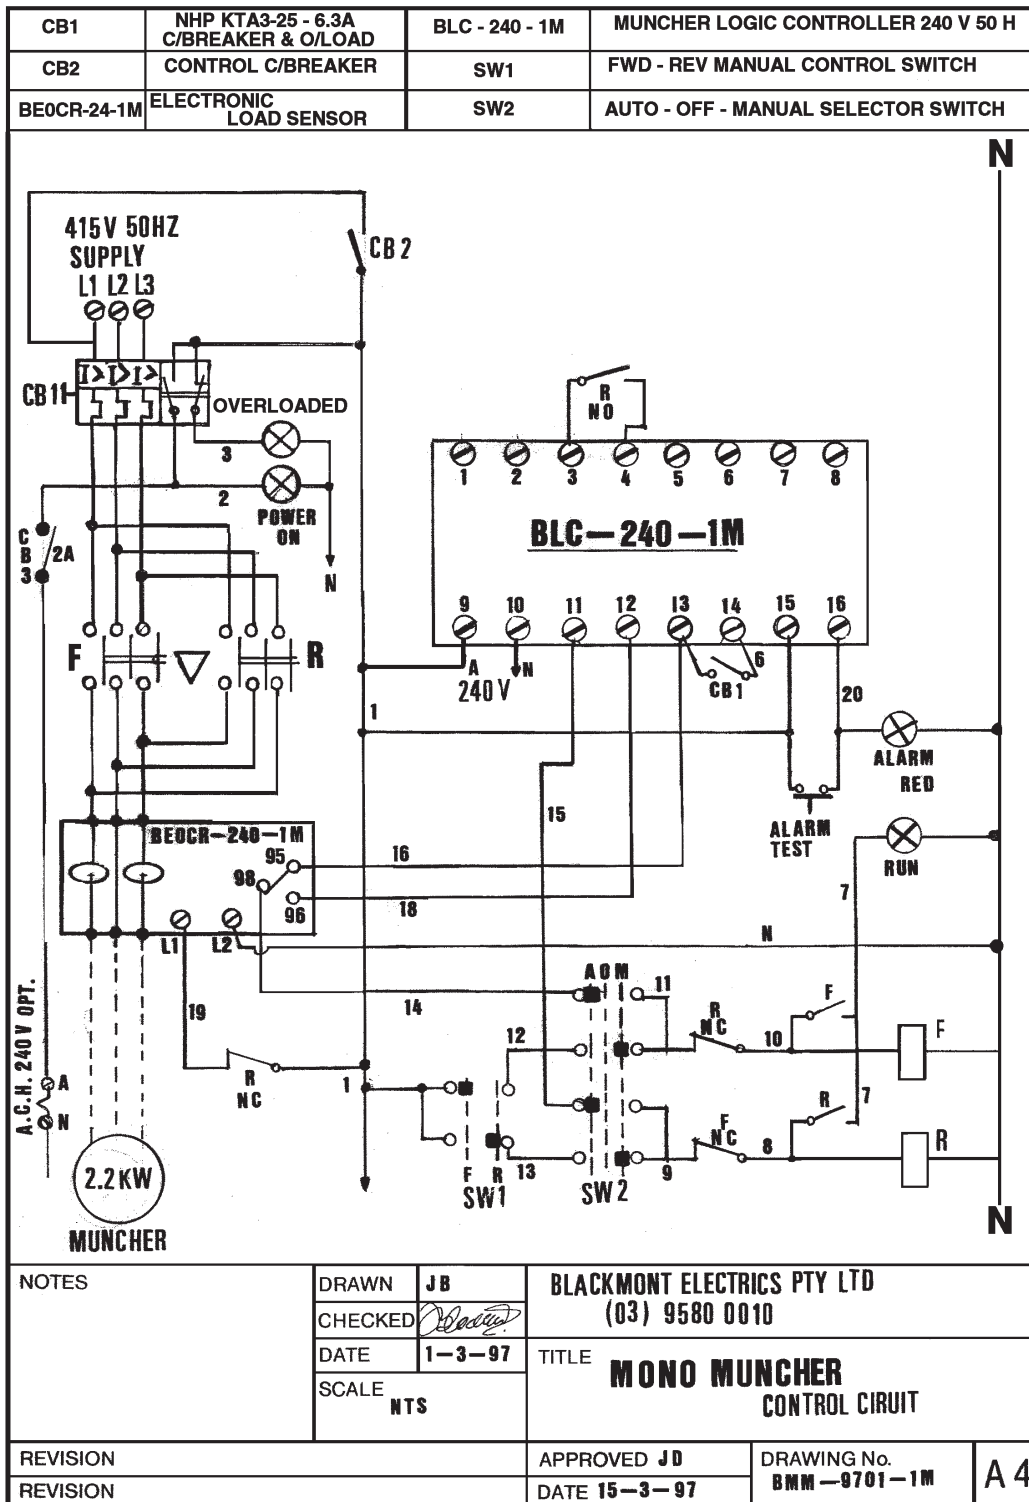 CB1
NHP KTA3-25 - 6.3A
C/BREAKER & O/LOAD
BLC - 240 - 1M
MUNCHER LOGIC CONTROLLER 240 V 50 H
CB2
CONTROL C/BREAKER
SW1
FWD - REV MANUAL CONTROL SWITCH
BE0CR-24-1M
ELECTRONIC
LOAD SENSOR
SW2
AUTO - OFF - MANUAL SELECTOR SWITCH
N
415V 50HZ
SUPPLY
L1 L2 L3
CB 2
I> I> I>
CB 11
OVERLOADED
3
2
POWER
ON
N
C
B
3
2A
R
NO
1 2 3 4 5 6 7 8
BLC-240-1M
9 10 11 12 13 14 15 16
F
R
A
N
240 V
6
CB 1
20
1
ALARM
RED
15
ALARM
TEST
RUN
BE0CR-240-1M
95
98
96
16
18
7
L1
L2
N
19
14
A O M
11
12
R
NC
10
F
F
A.C.H. 240 V OPT.
A
N
R
NC
1
R
7
F
NC
8
R
F R
13
SW1
9
SW2
2.2KW
MUNCHER
N
NOTES
DRAWN
JB
BLACKMONT ELECTRICS PTY LTD
(03) 9580 0010
CHECKED
DATE
1-3-97
TITLE
MONO MUNCHER
CONTROL CIRUIT
SCALE
NTS
REVISION
APPROVED JD
DRAWING No.
BMM-9701-1M
A4
REVISION
DATE 15-3-97